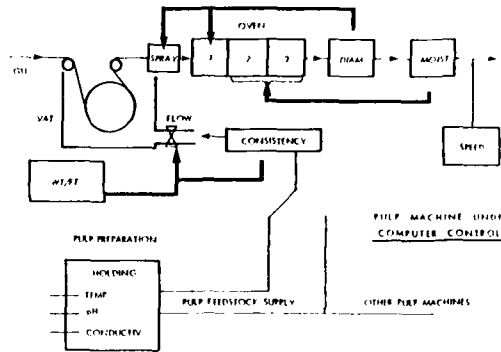 OVEN
SPRAY
1
2
3
DIAM
MOIST
VAT
FLOW
CONSISTENCY
SPEED
WT/FT
PULP MACHINE UNDER
COMPUTER CONTROL
PULP PREPARATION
HOLDING
TEMP
PULP FEEDSTOCK SUPPLY
OTHER PULP MACHINES
pH
CONDUCTIV